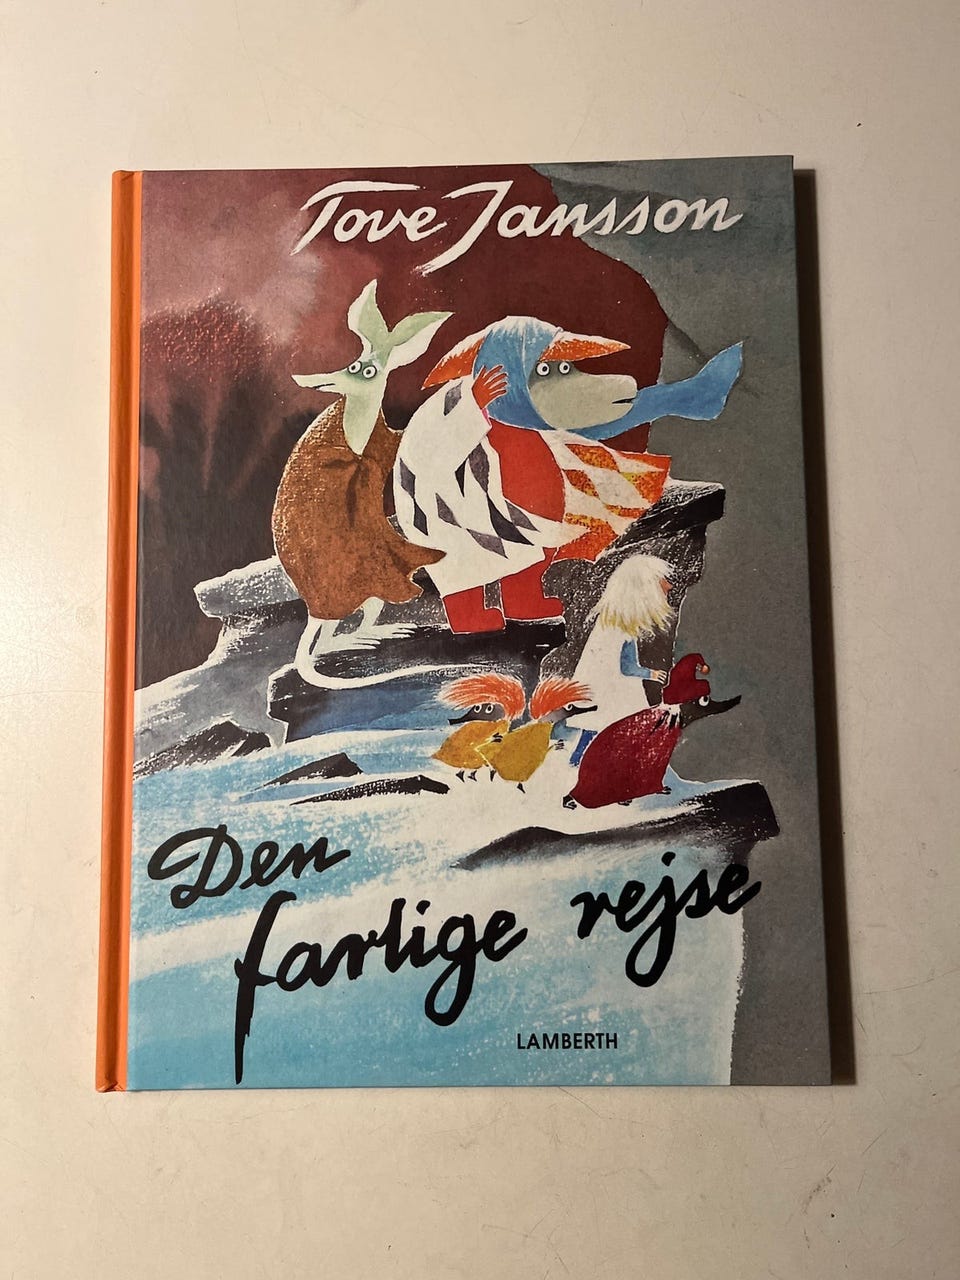 Tove Jansson
Den
farlige rejse
LAMBERTH